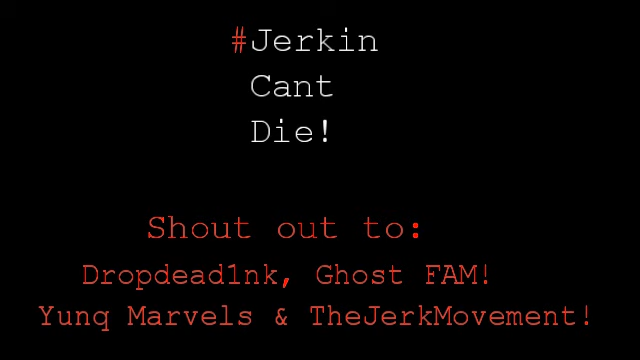 #Jerkin
Cant
Die!
Shout out to:
Dropdead1nk, Ghost FAM!
Yunq Marvels & TheJerkMovement!